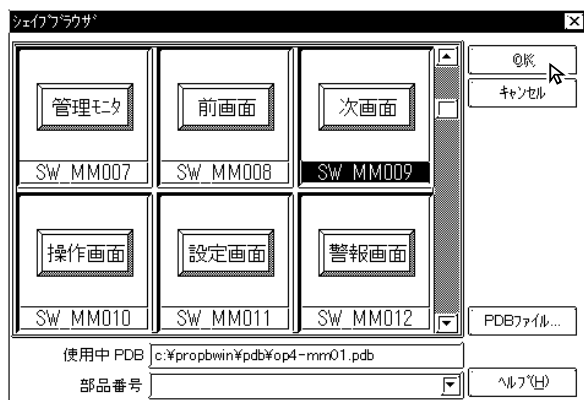 ｼｪｲﾌﾟﾌﾞﾗｳｻﾞ
管理ﾓﾆﾀ 前画面 次画面
SW_MM007 SW_MM008 SW_MM009
操作画面 設定画面 警報画面
SW_MM010 SW_MM011 SW_MM012
OK
ｷｬﾝｾﾙ
PDBﾌｧｲﾙ...
使用中 PDB c:¥propbwin¥pdb¥op4-mm01.pdb
部品番号
ﾍﾙﾌﾟ(H)